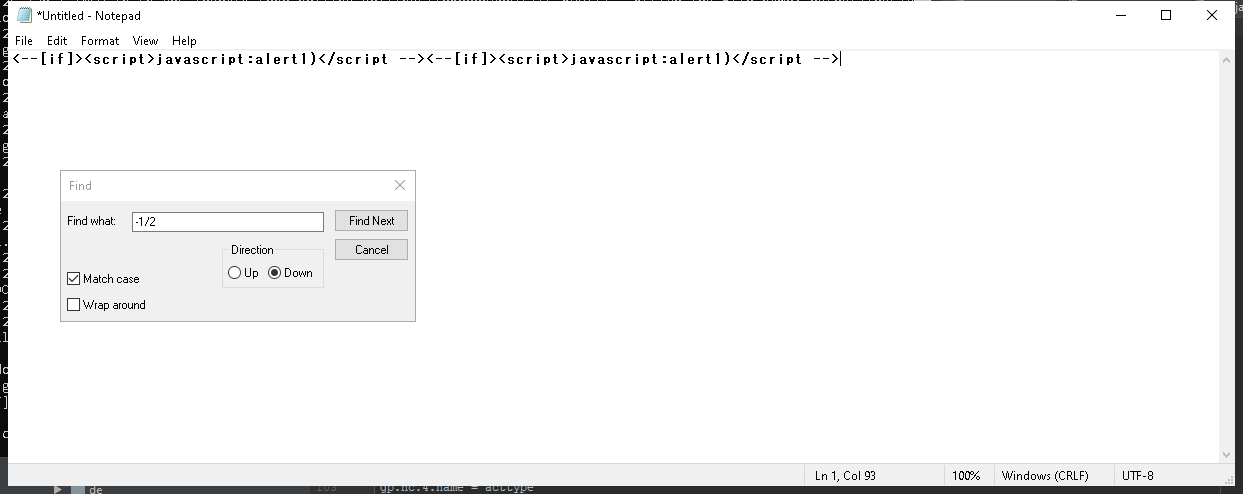 *Untitled - Notepad
File Edit Format View Help
<--[if]><script>javascript:alert1)</script --><--[if]><script>javascript:alert1)</script -->
Find
Find what: -1/2 Find Next
Direction Cancel
Up Down
Match case
Wrap around
Ln 1, Col 93 100% Windows (CRLF) UTF-8
de 103 gp.nc.4.name = acctype